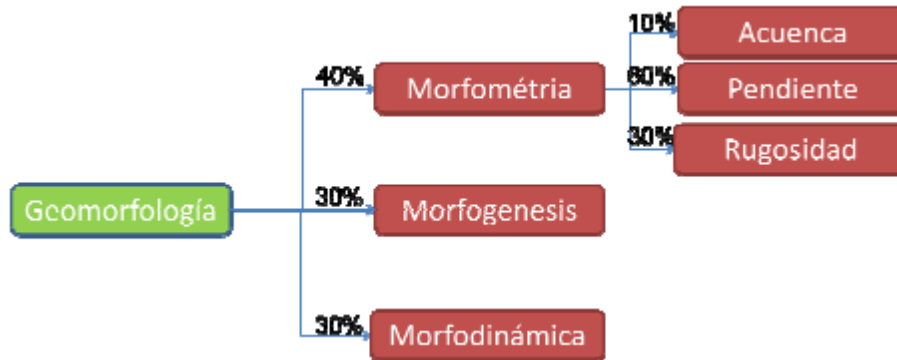 10%
Acuenca
40%
Morfométria
60%
Pendiente
30%
Rugosidad
Geomorfología
30%
Morfogenesis
30%
Morfodinámica